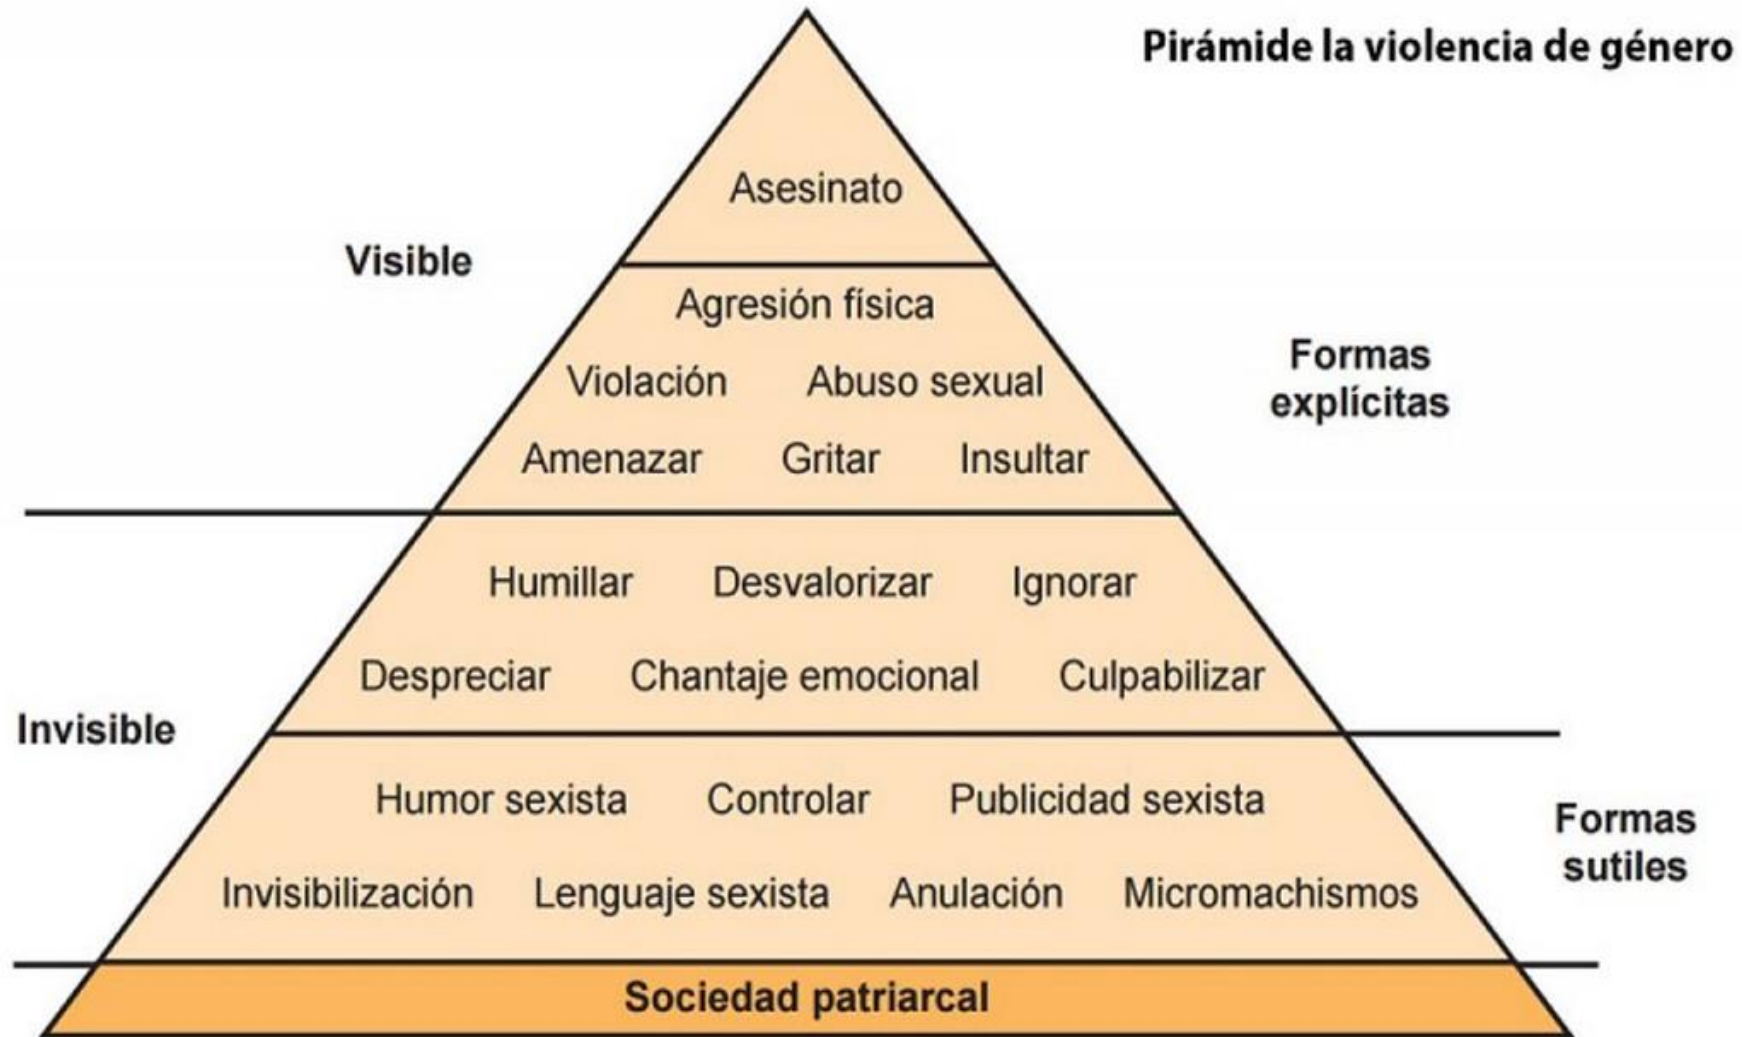 Pirámide la violencia de género
Asesinato
Visible
Agresión física
Violación Abuso sexual
Amenazar Gritar Insultar
Formas
explícitas
Humillar Desvalorizar Ignorar
Despreciar Chantaje emocional Culpabilizar
Invisible
Humor sexista Controlar Publicidad sexista
Invisibilización Lenguaje sexista Anulación Micromachismos
Formas
sutiles
Sociedad patriarcal